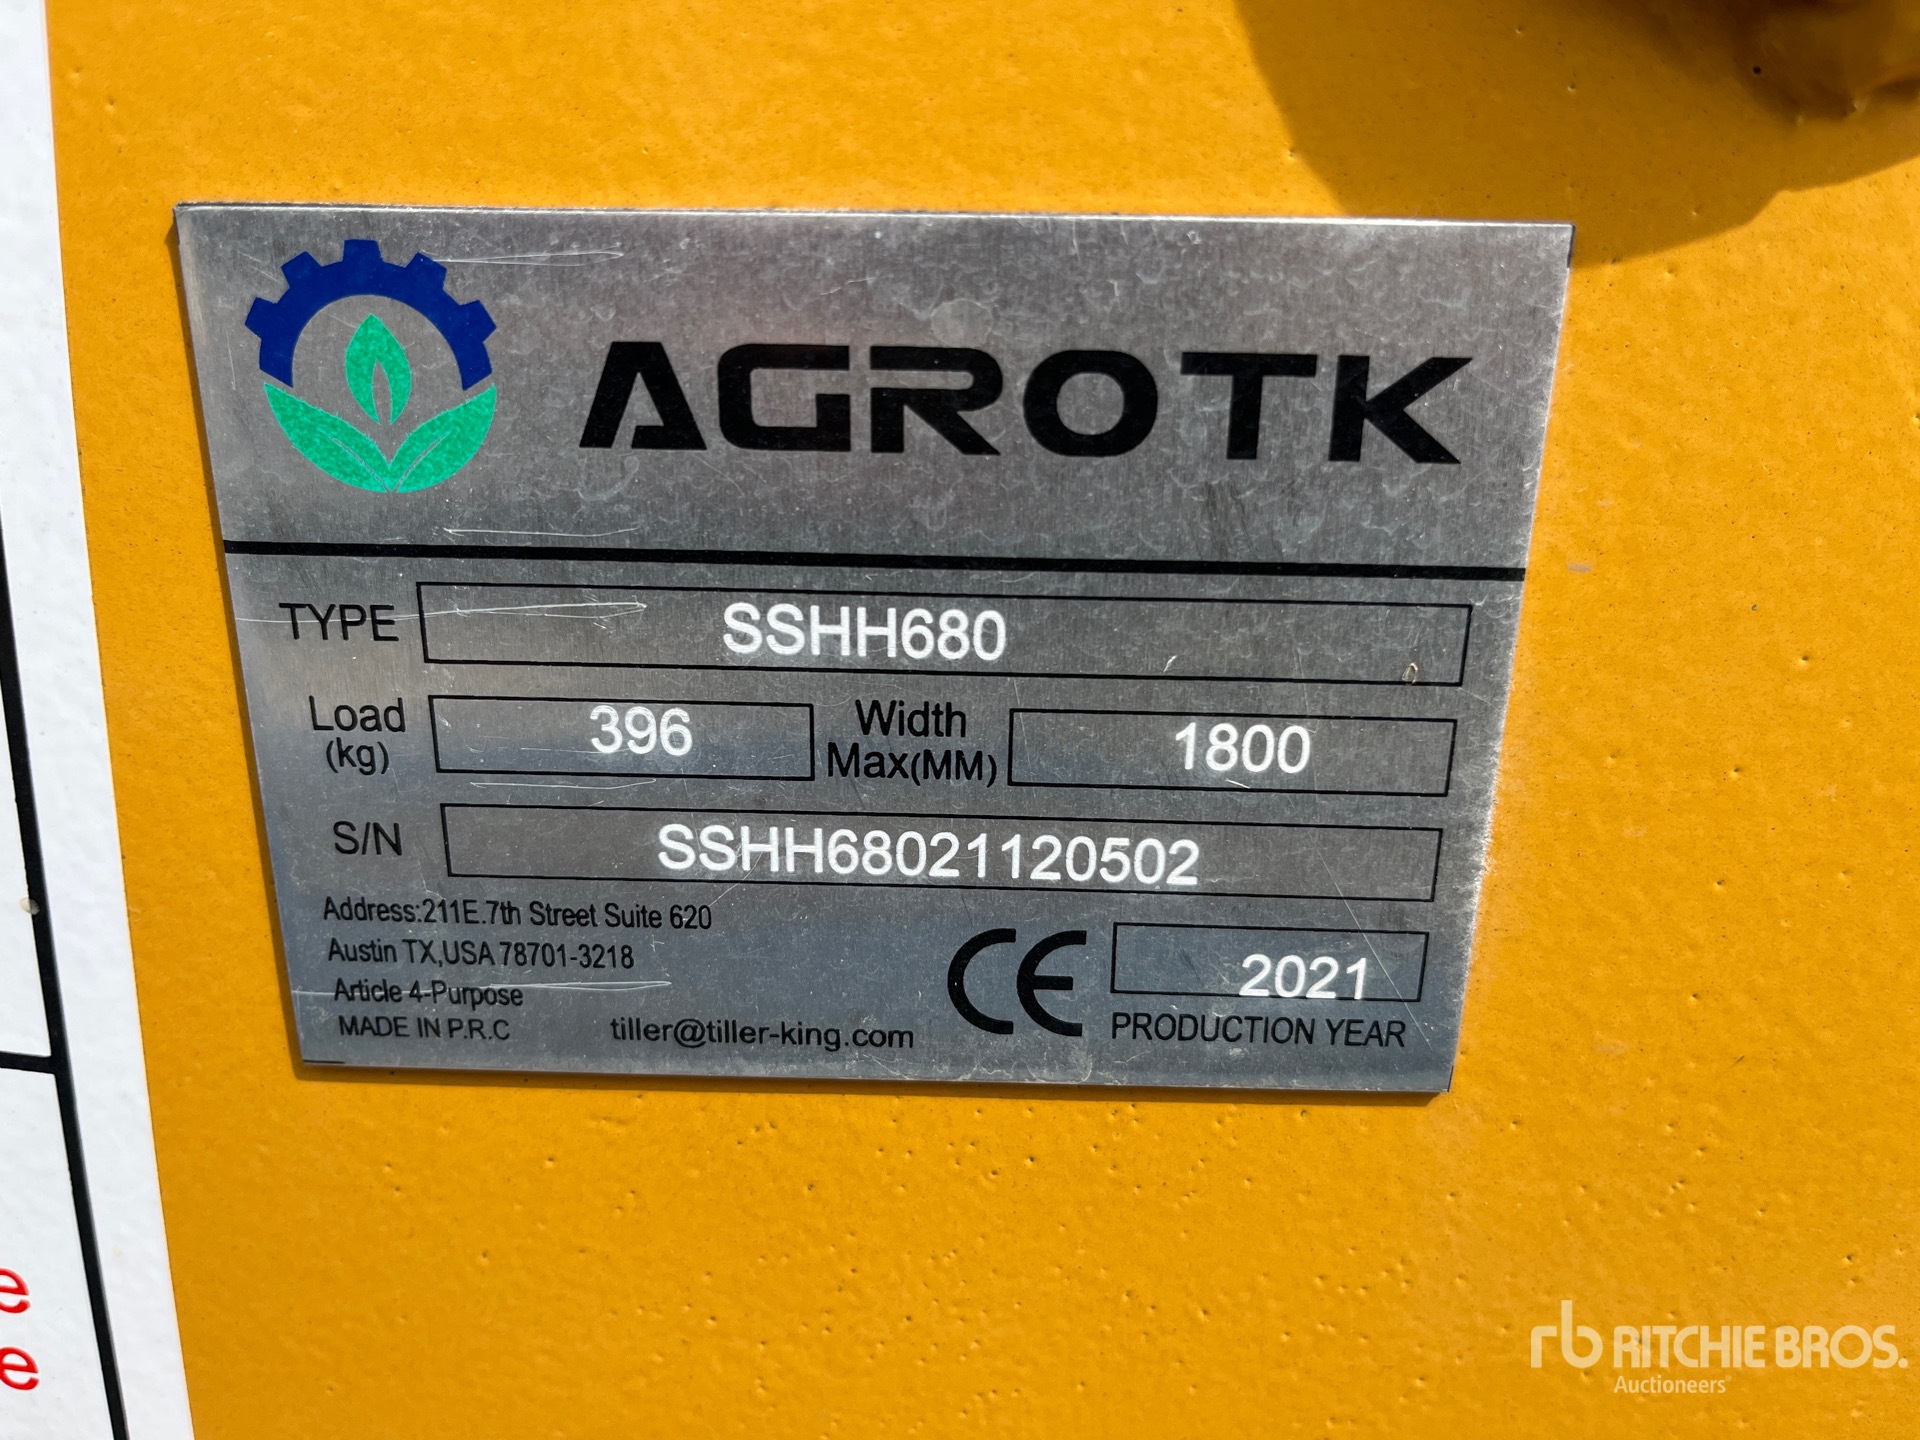 AGROTK
TYPE SSHH680
Load (kg) 396 Width Max(MM) 1800
S/N SSHH68021120502
Address:211E.7th Street Suite 620
Austin TX,USA 78701-3218
Article 4-Purpose
MADE IN P.R.C tiller@tiller-king.com
CE 2021
PRODUCTION YEAR
e
e
rb RITCHIE BROS.
Auctioneers